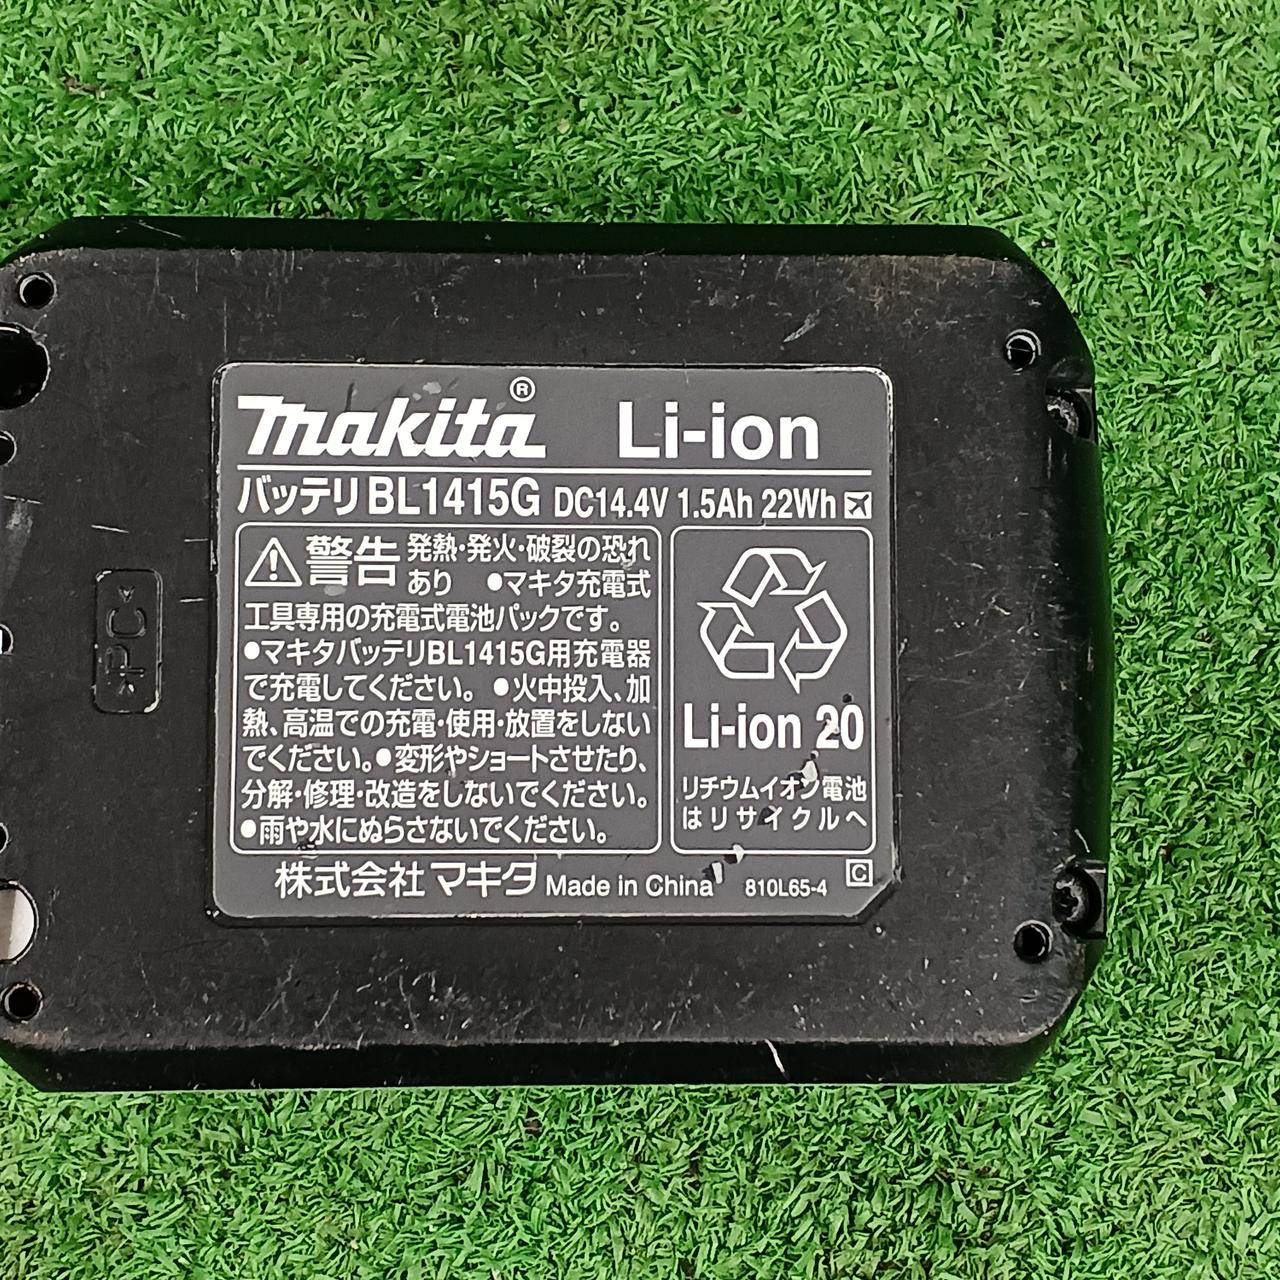 makita® Li-ion
バッテリ BL1415G DC14.4V 1.5Ah 22Wh
警告 発熱・発火・破裂の恐れ
あり ●マキタ充電式
工具専用の充電式電池パックです。
●マキタバッテリBL1415G用充電器
で充電してください。 ●火中投入、加
熱、高温での充電・使用・放置をしない
でください。●変形やショートさせたり、
分解・修理・改造をしないでください。
●雨や水にぬらさないでください。
Li-ion 20
リチウムイオン電池
はリサイクルへ
株式会社 マキタ Made in China 810L65-4 C
>PC<